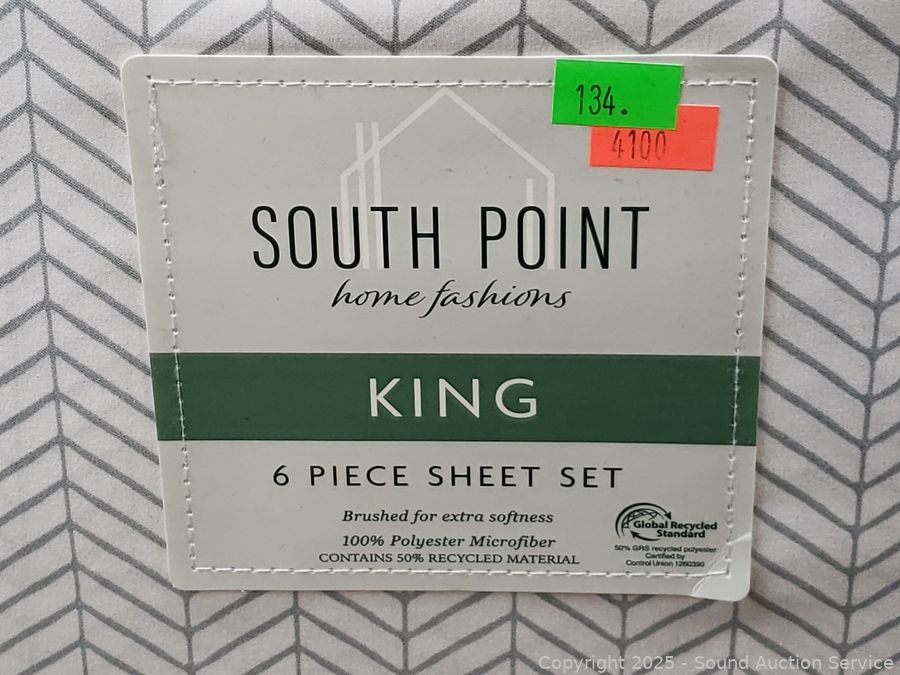 134.
4100
SOUTH POINT
home fashions
KING
6 PIECE SHEET SET
Brushed for extra softness
100% Polyester Microfiber
CONTAINS 50% RECYCLED MATERIAL
Global Recycled
Standard
50% GRS recycled polyester
Certified by
Control Union 1260390
Copyright 2025 - Sound Auction Service